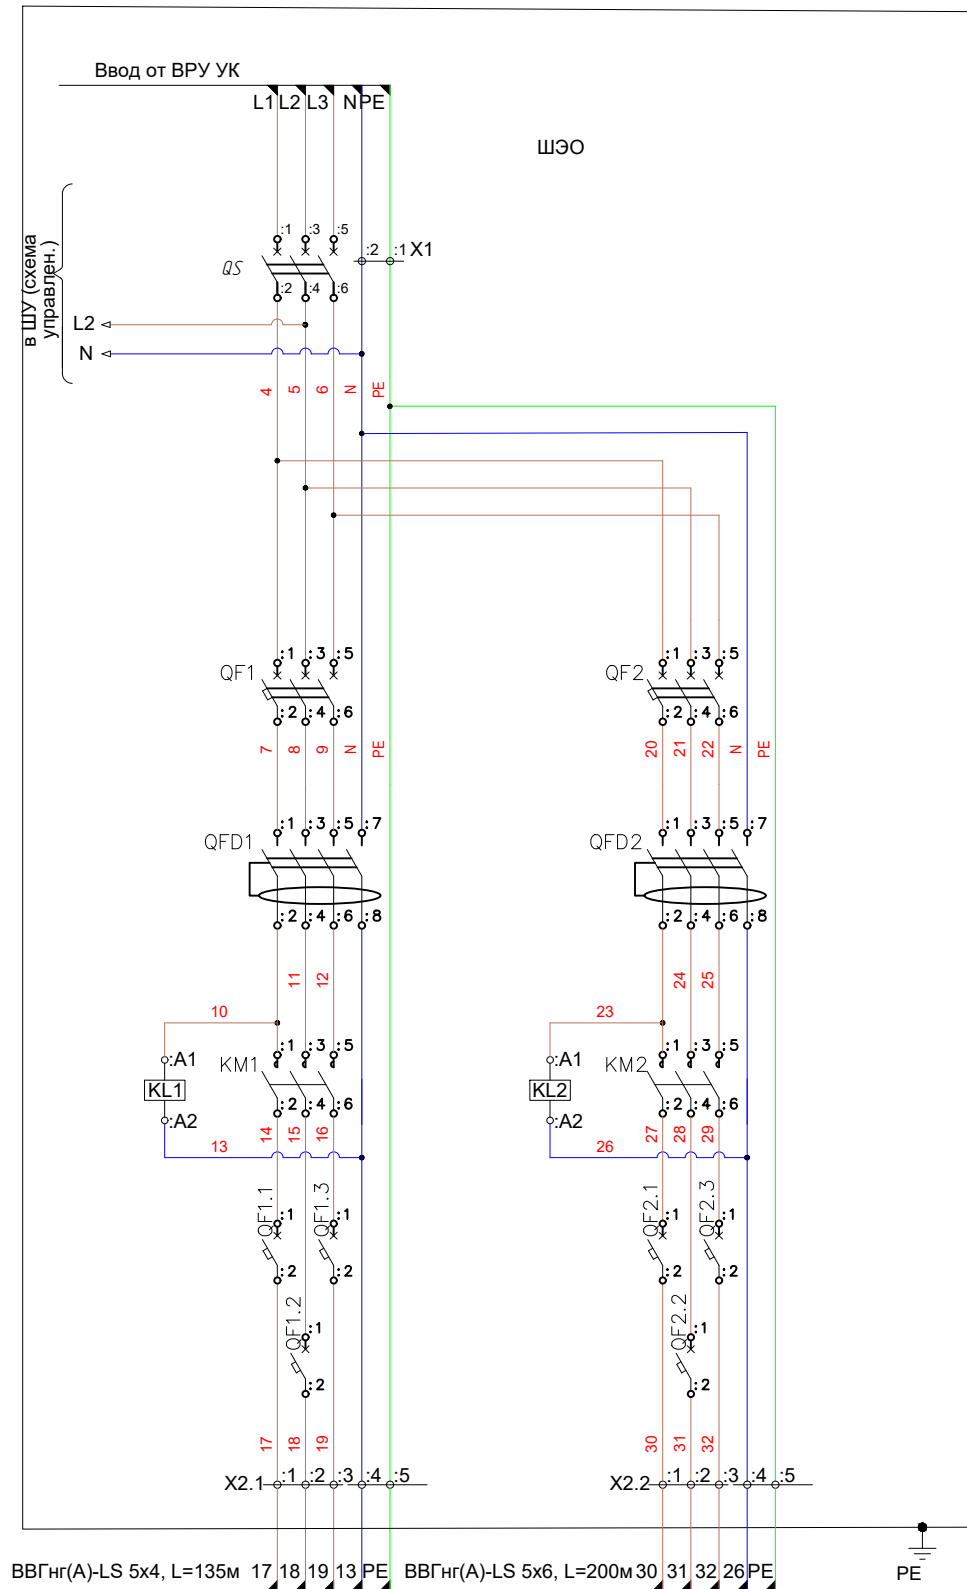 Ввод от ВРУ УК
L1 L2 L3 N PE
ШЭО
в ШУ (схема
управлен.)
:1 :3 :5
:2 :1 X1
QS
:2 :4 :6
L2
N
4 5 6 N PE
:1 :3 :5
QF1
:2 :4 :6
:1 :3 :5
QF2
:2 :4 :6
7 8 9 N PE
20 21 22 N PE
:1 :3 :5 :7
QFD1
:2 :4 :6 :8
:1 :3 :5 :7
QFD2
:2 :4 :6 :8
11 12
24 25
10
23
:1 :3 :5
:A1 KM1
KL1
:2 :4 :6
:A2
14 15 16
13
:1 :3 :5
:A1 KM2
KL2
:2 :4 :6
:A2
27 28 29
26
QF1.1 :1 QF1.3 :1
:2 :2
QF1.2 :1
:2
QF2.1 :1 QF2.3 :1
:2 :2
QF2.2 :1
:2
17 18 19
30 31 32
X2.1 :1 :2 :3 :4 :5
X2.2 :1 :2 :3 :4 :5
ВВГнг(А)-LS 5х4, L=135м 17 18 19 13 PE
ВВГнг(А)-LS 5х6, L=200м 30 31 32 26 PE
PE